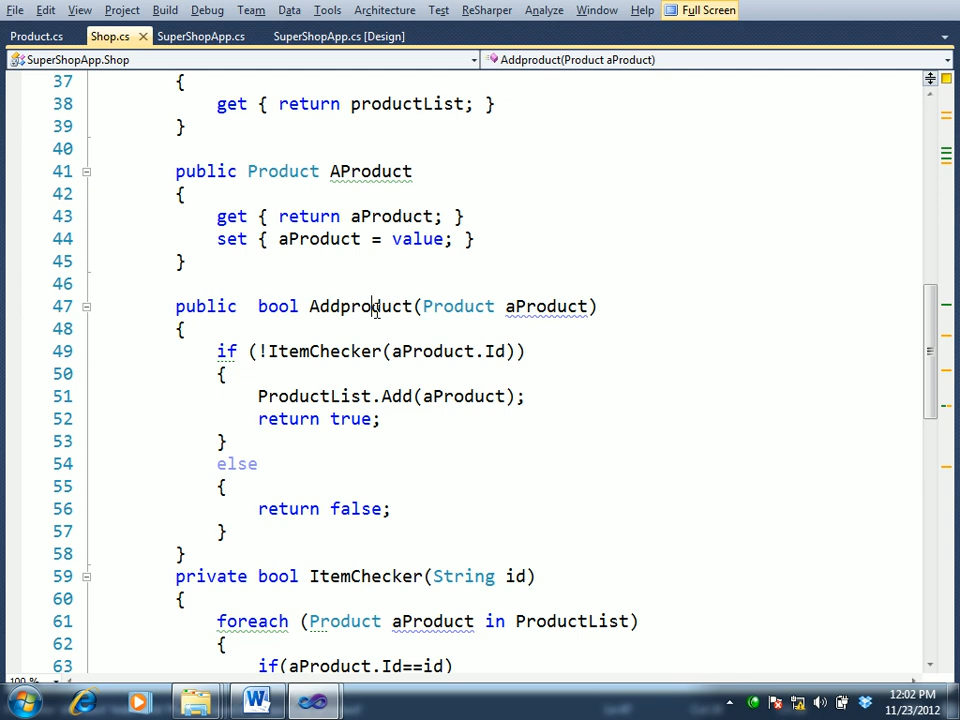 File Edit View Project Build Debug Team Data Tools Architecture Test ReSharper Analyze Window Help Full Screen
Product.cs Shop.cs SuperShopApp.cs SuperShopApp.cs [Design]
SuperShopApp.Shop Addproduct(Product aProduct)
37 {
38 get { return productList; }
39 }
40
41 public Product AProduct
42 {
43 get { return aProduct; }
44 set { aProduct = value; }
45 }
46
47 public  bool Addproduct(Product aProduct)
48 {
49 if (!ItemChecker(aProduct.Id))
50 {
51 ProductList.Add(aProduct);
52 return true;
53 }
54 else
55 {
56 return false;
57 }
58 }
59 private bool ItemChecker(String id)
60 {
61 foreach (Product aProduct in ProductList)
62 {
63 if(aProduct.Id==id)
100 %
12:02 PM
11/23/2012